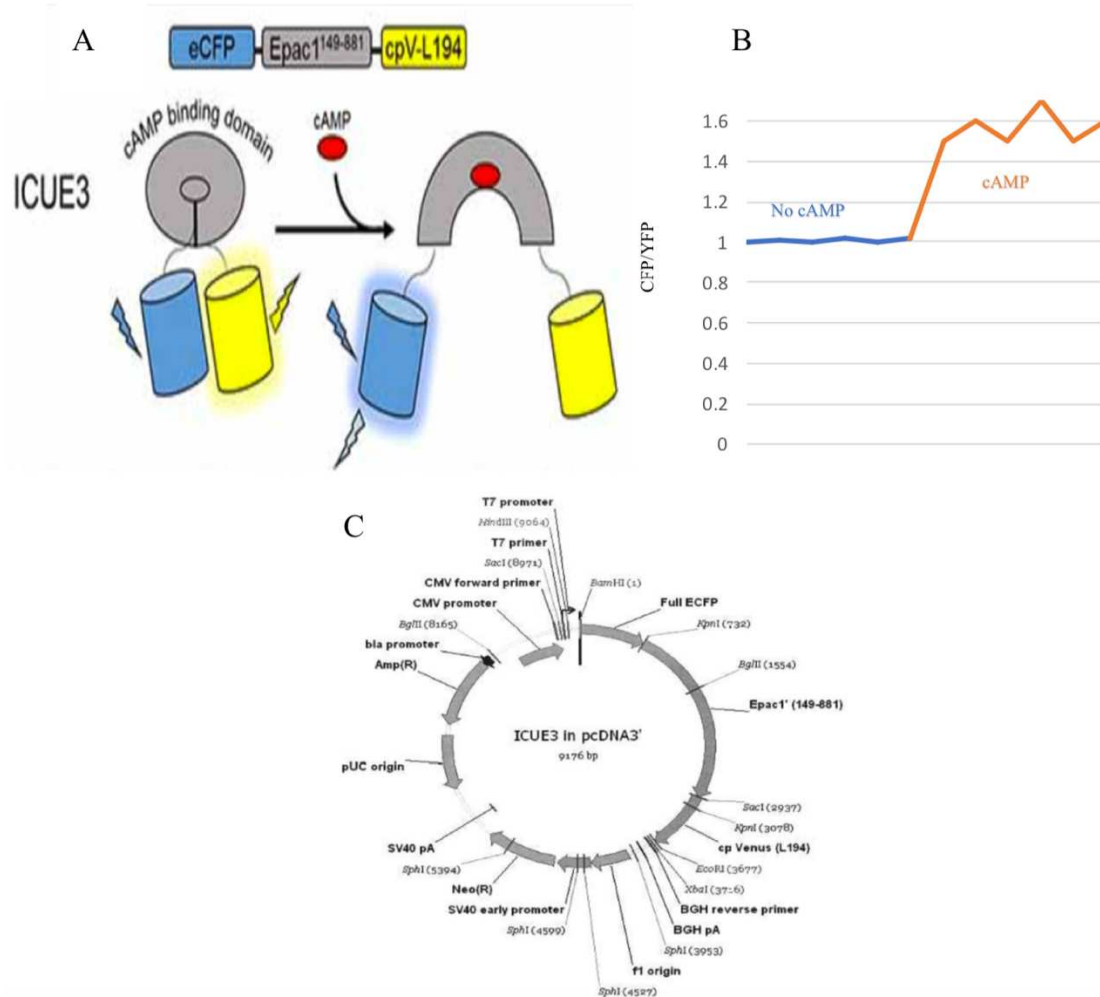 A
eCFP
Epac1149-881
cpV-L194
cAMP binding domain
cAMP
ICUE3
B
CFP/YFP
1.6
1.4
1.2
1
0.8
0.6
0.4
0.2
0
No cAMP
cAMP
C
T7 promoter
HindIII (9064)
T7 primer
SacI (8971)
CMV forward primer
CMV promoter
BglII (8165)
bla promoter
Amp(R)
pUC origin
SV40 pA
SphI (5394)
Neo(R)
SV40 early promoter
SphI (4599)
SphI (4527)
f1 origin
SphI (3953)
BGH pA
BGH reverse primer
XbaI (3716)
EcoRI (3677)
cp Venus (L194)
KpnI (3078)
SacI (2937)
Epac1' (149-881)
BglII (1554)
KpnI (732)
Full ECFP
BamHI (1)
ICUE3 in pcDNA3'
9176 bp